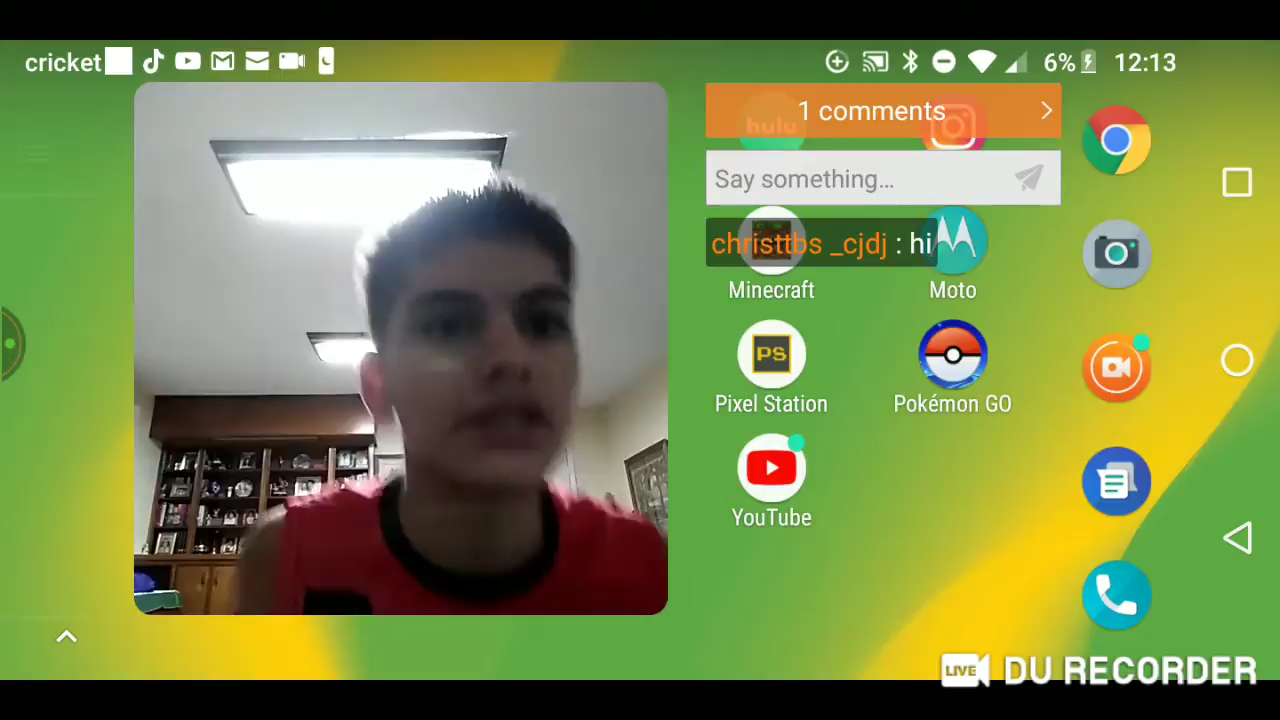 cricket
6% 12:13
1 comments
hulu
Say something...
christtbs _cjdj : hi
Minecraft
Moto
PS
Pixel Station
Pokémon GO
YouTube
LIVE DU RECORDER